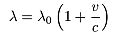 λ = λ₀ (1 + v/c)